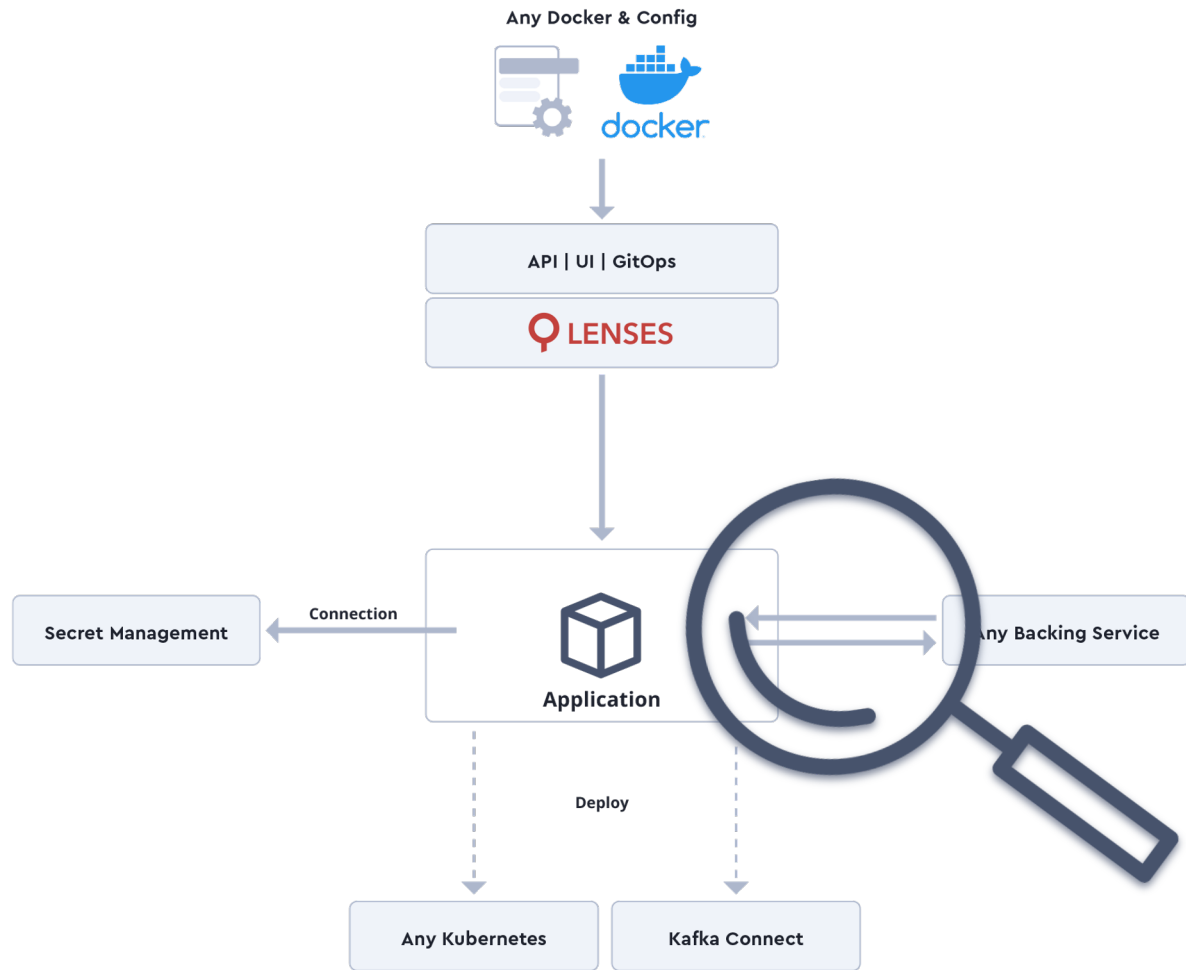 Any Docker & Config
docker
API | UI | GitOps
LENSES
Connection
Secret Management
Application
Any Backing Service
Deploy
Any Kubernetes
Kafka Connect